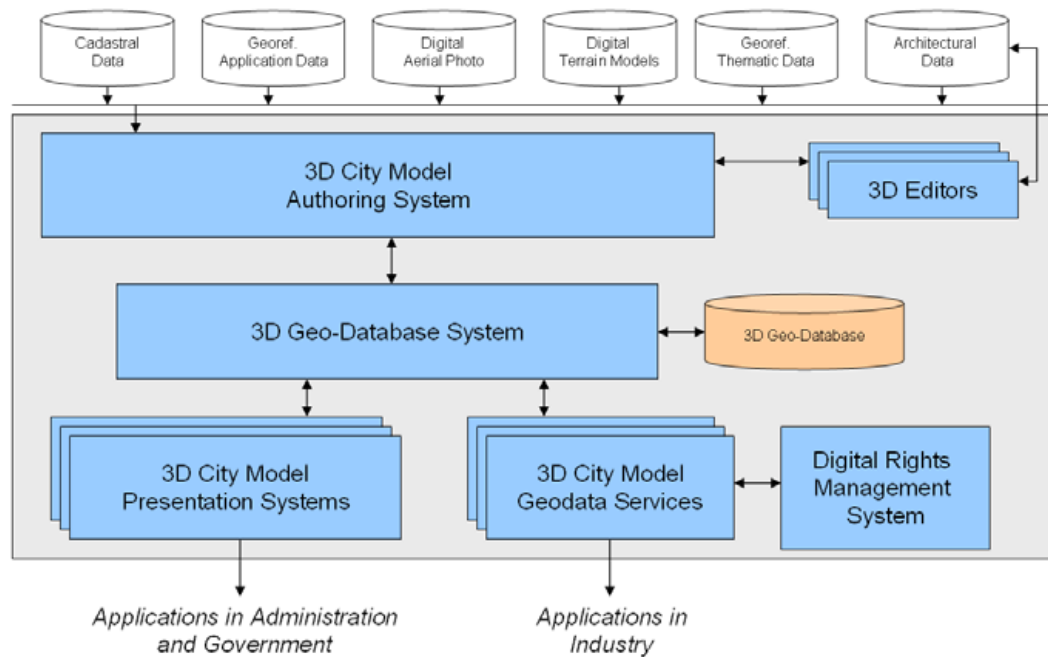 Cadastral
Data
Georef.
Application Data
Digital
Aerial Photo
Digital
Terrain Models
Georef.
Thematic Data
Architectural
Data
3D City Model
Authoring System
3D Editors
3D Geo-Database System
3D Geo-Database
3D City Model
Presentation Systems
3D City Model
Geodata Services
Digital Rights
Management
System
Applications in Administration
and Government
Applications in
Industry